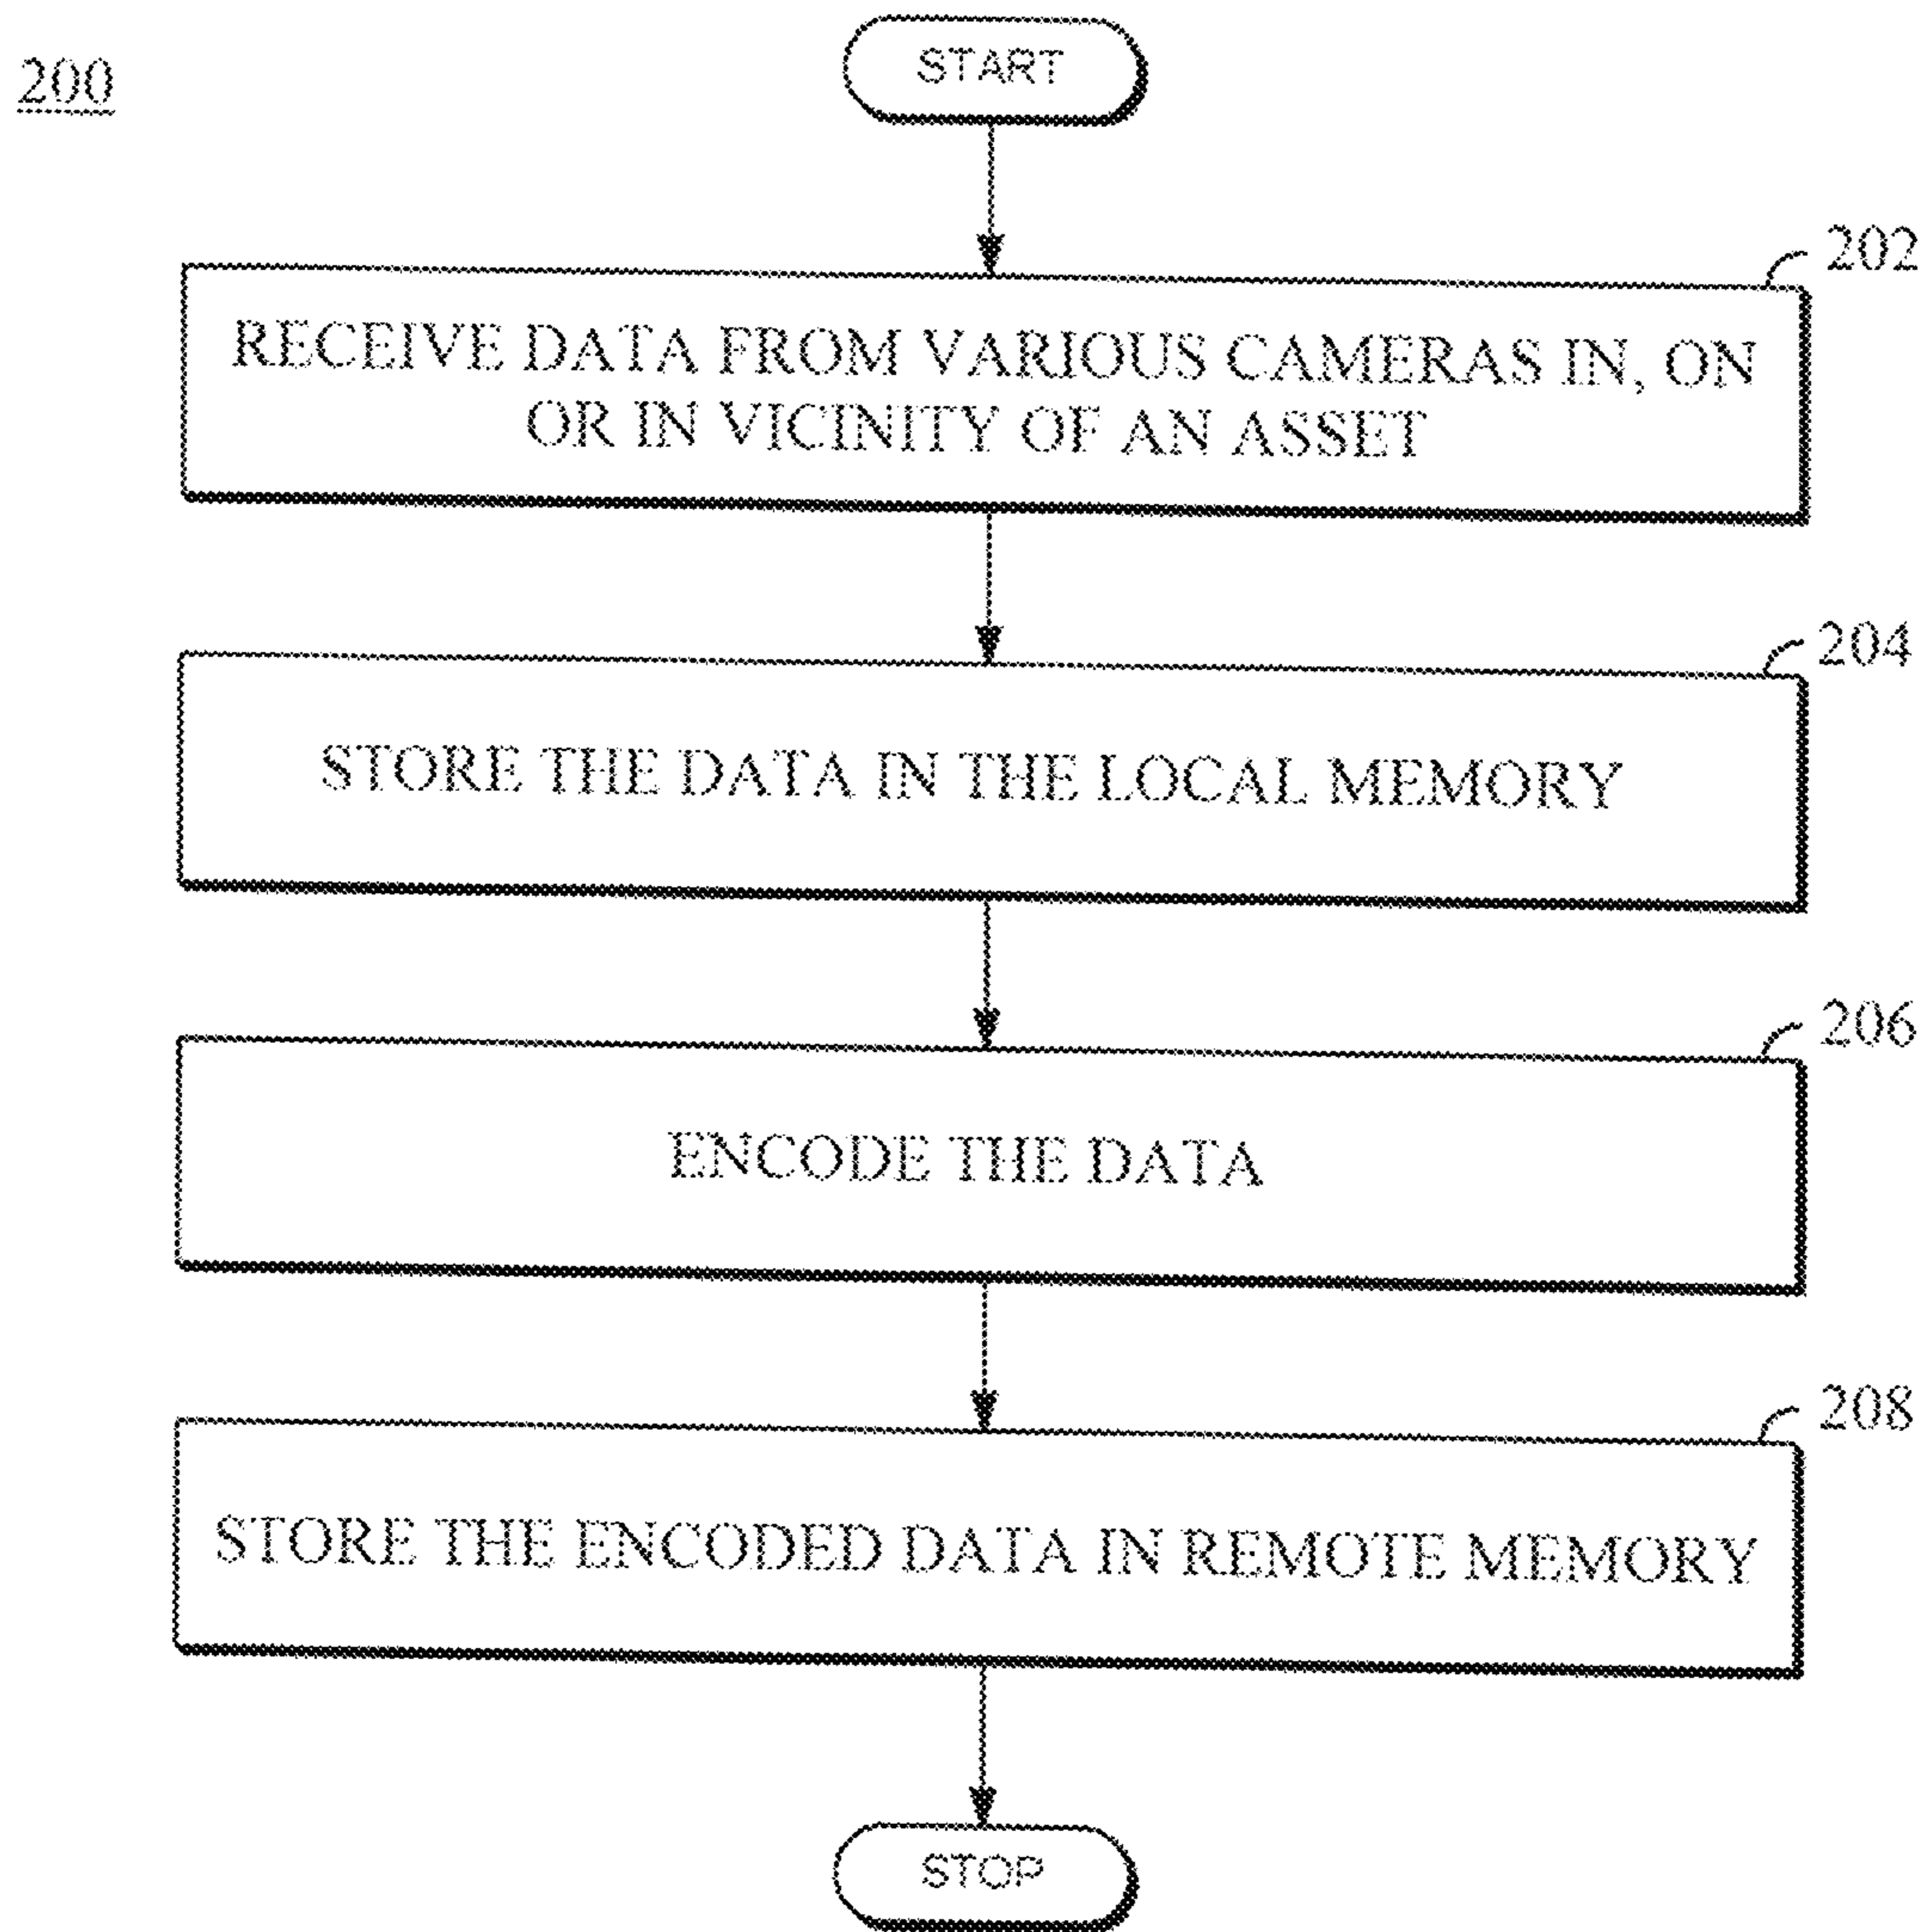 200
START
202
RECEIVE DATA FROM VARIOUS CAMERAS IN, ON
OR IN VICINITY OF AN ASSET
204
STORE THE DATA IN THE LOCAL MEMORY
206
ENCODE THE DATA
208
STORE THE ENCODED DATA IN REMOTE MEMORY
STOP